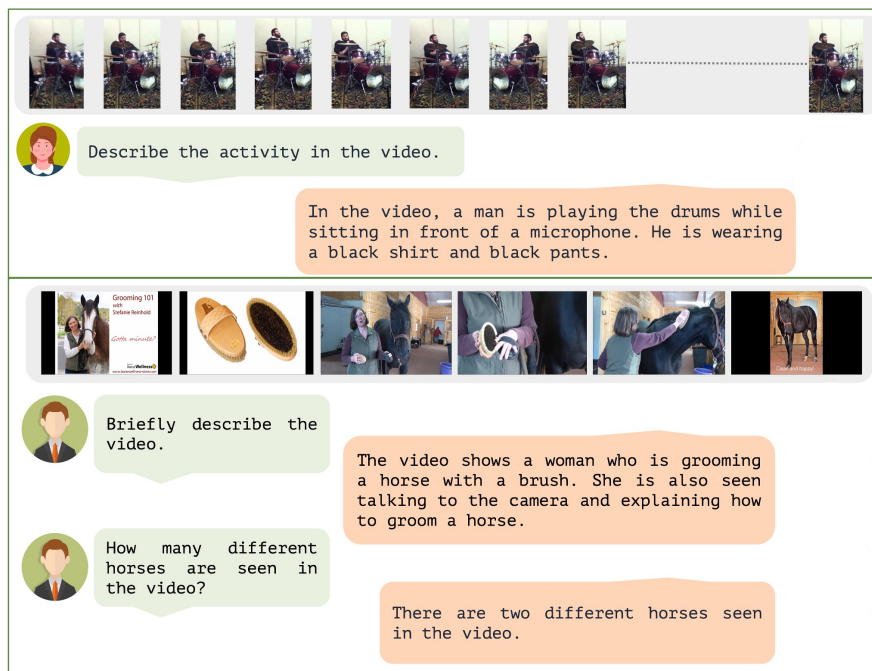 Describe the activity in the video.
In the video, a man is playing the drums while
sitting in front of a microphone. He is wearing
a black shirt and black pants.
Grooming 101
with
Stefanie Reinhold
Gotta minute?
Clean and happy!
Briefly describe the
video.
The video shows a woman who is grooming
a horse with a brush. She is also seen
talking to the camera and explaining how
to groom a horse.
How many different
horses are seen in
the video?
There are two different horses seen
in the video.